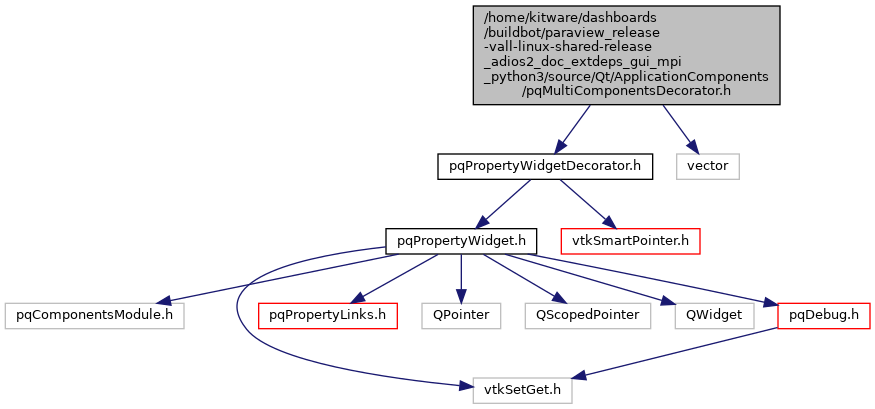 /home/kitware/dashboards
/buildbot/paraview_release
-vall-linux-shared-release
_adios2_doc_extdeps_gui_mpi
_python3/source/Qt/ApplicationComponents
/pqMultiComponentsDecorator.h
pqPropertyWidgetDecorator.h
vector
pqPropertyWidget.h
vtkSmartPointer.h
pqComponentsModule.h
pqPropertyLinks.h
QPointer
QScopedPointer
QWidget
pqDebug.h
vtkSetGet.h